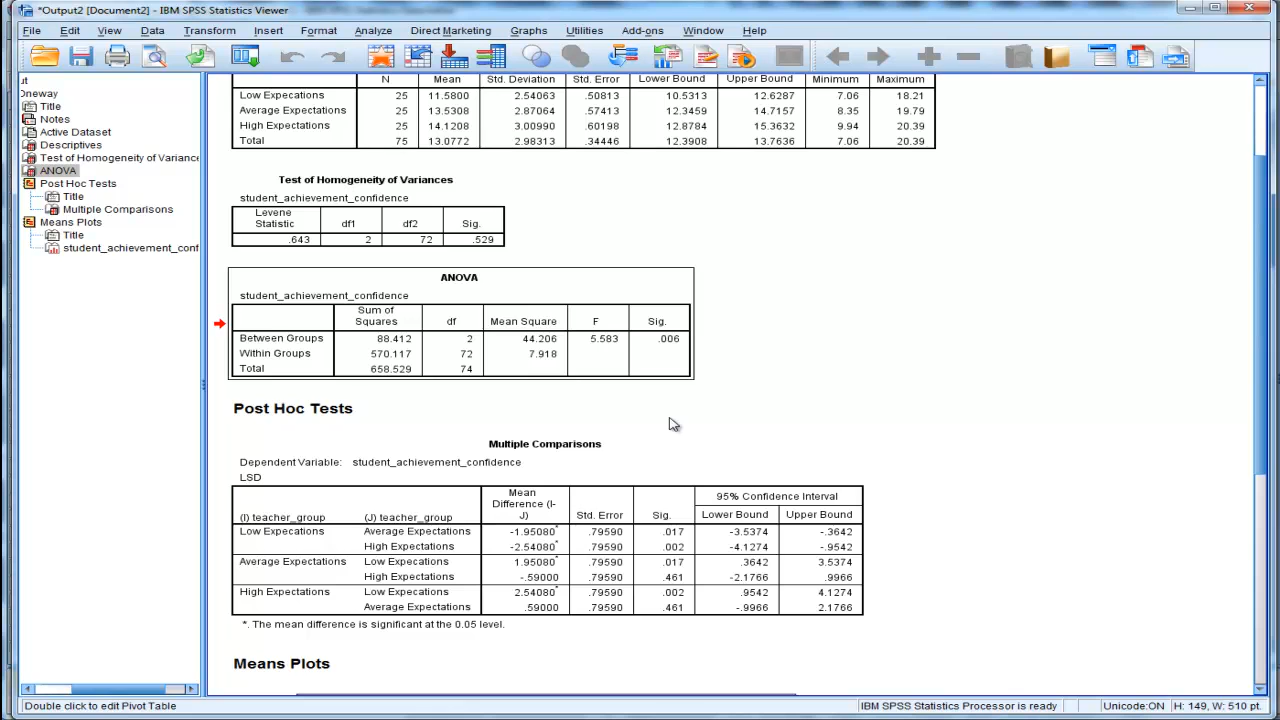 *Output2 [Document2] - IBM SPSS Statistics Viewer
File Edit View Data Transform Insert Format Analyze Direct Marketing Graphs Utilities Add-ons Window Help
ut
Oneway
Title
Notes
Active Dataset
Descriptives
Test of Homogeneity of Variance
ANOVA
Post Hoc Tests
Title
Multiple Comparisons
Means Plots
Title
student_achievement_conf
N Mean Std. Deviation Std. Error Lower Bound Upper Bound Minimum Maximum
Low Expecations 25 11.5800 2.54063 .50813 10.5313 12.6287 7.06 18.21
Average Expectations 25 13.5308 2.87064 .57413 12.3459 14.7157 8.35 19.79
High Expectations 25 14.1208 3.00990 .60198 12.8784 15.3632 9.94 20.39
Total 75 13.0772 2.98313 .34446 12.3908 13.7636 7.06 20.39
Test of Homogeneity of Variances
student_achievement_confidence
Levene
Statistic df1 df2 Sig.
.643 2 72 .529
ANOVA
student_achievement_confidence
Sum of
Squares df Mean Square F Sig.
Between Groups 88.412 2 44.206 5.583 .006
Within Groups 570.117 72 7.918
Total 658.529 74
Post Hoc Tests
Multiple Comparisons
Dependent Variable: student_achievement_confidence
LSD
Mean
Difference (I-
95% Confidence Interval
(I) teacher_group (J) teacher_group J) Std. Error Sig. Lower Bound Upper Bound
Low Expecations Average Expectations -1.95080* .79590 .017 -3.5374 -.3642
High Expectations -2.54080* .79590 .002 -4.1274 -.9542
Average Expectations Low Expecations 1.95080* .79590 .017 .3642 3.5374
High Expectations -.59000 .79590 .461 -2.1766 .9966
High Expectations Low Expecations 2.54080* .79590 .002 .9542 4.1274
Average Expectations .59000 .79590 .461 -.9966 2.1766
*. The mean difference is significant at the 0.05 level.
Means Plots
Double click to edit Pivot Table
IBM SPSS Statistics Processor is ready
Unicode:ON
H: 149, W: 510 pt.